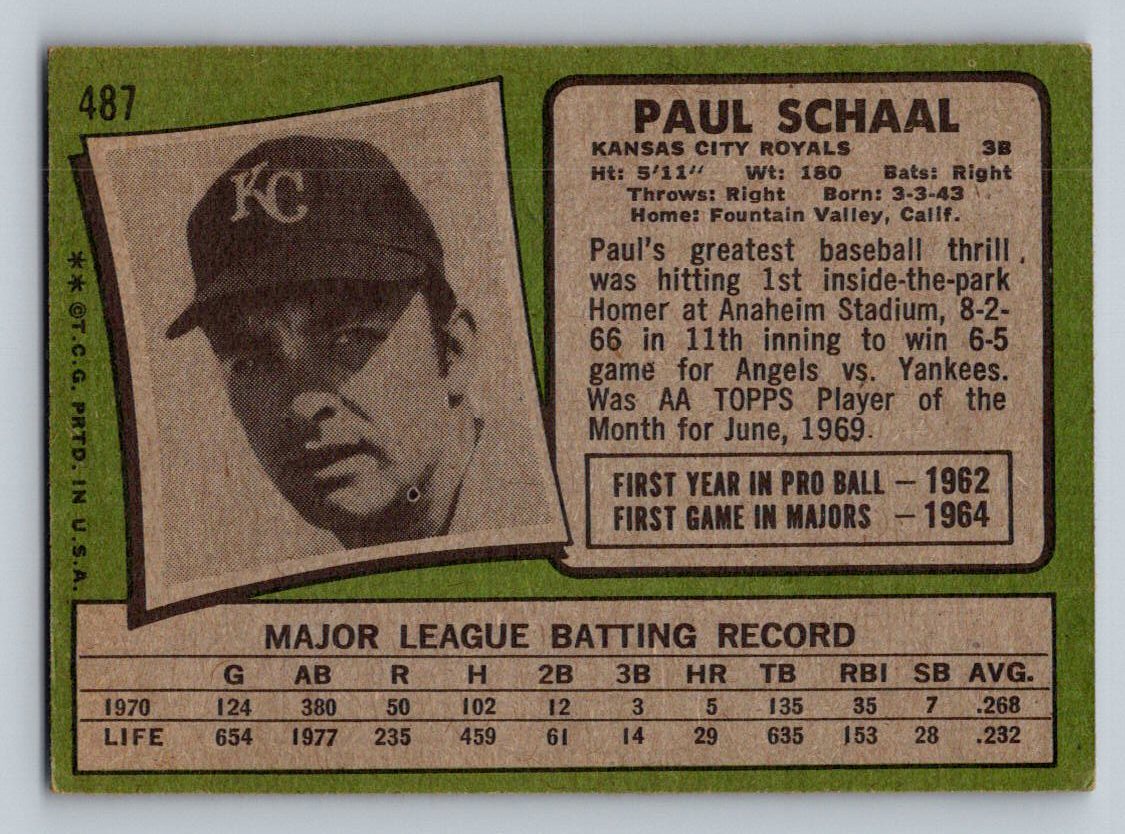 487
KC
** ©T.C.G. PRTD. IN U.S.A.
PAUL SCHAAL
KANSAS CITY ROYALS 3B
Ht: 5'11" Wt: 180 Bats: Right
Throws: Right Born: 3-3-43
Home: Fountain Valley, Calif.
Paul's greatest baseball thrill
was hitting 1st inside-the-park
Homer at Anaheim Stadium, 8-2-
66 in 11th inning to win 6-5
game for Angels vs. Yankees.
Was AA TOPPS Player of the
Month for June, 1969.
FIRST YEAR IN PRO BALL – 1962
FIRST GAME IN MAJORS – 1964
MAJOR LEAGUE BATTING RECORD
G AB R H 2B 3B HR TB RBI SB AVG.
1970 124 380 50 102 12 3 5 135 35 7 .268
LIFE 654 1977 235 459 61 14 29 635 153 28 .232